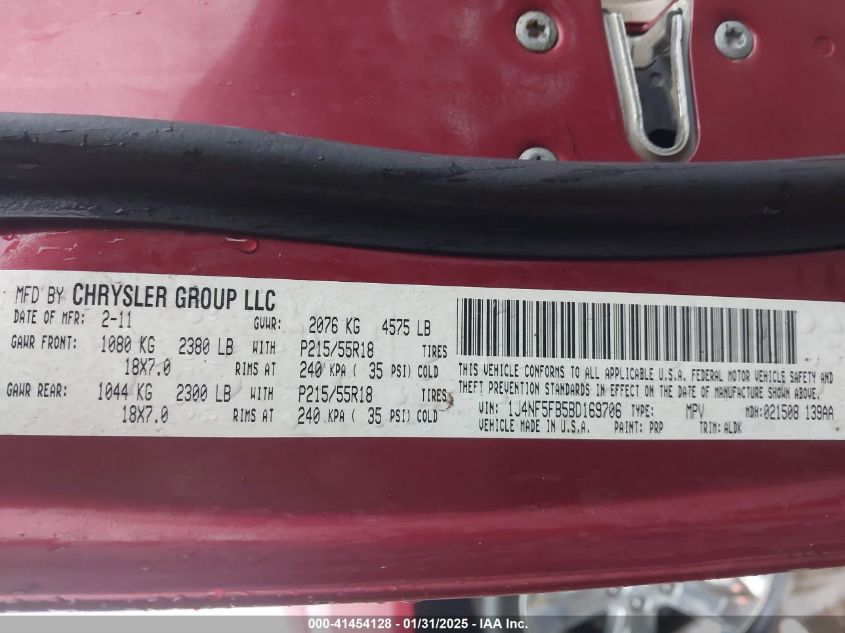 MFD BY CHRYSLER GROUP LLC
DATE OF MFR: 2-11 GVWR: 2076 KG 4575 LB
GAWR FRONT: 1080 KG 2380 LB WITH P215/55R18 TIRES
18X7.0 RIMS AT 240 KPA ( 35 PSI) COLD
GAWR REAR: 1044 KG 2300 LB WITH P215/55R18 TIRES
18X7.0 RIMS AT 240 KPA ( 35 PSI) COLD
THIS VEHICLE CONFORMS TO ALL APPLICABLE U.S.A. FEDERAL MOTOR VEHICLE SAFETY AND
THEFT PREVENTION STANDARDS IN EFFECT ON THE DATE OF MANUFACTURE SHOWN ABOVE.
VIN: 1J4NF5FB5BD169706 TYPE: MPV MDH: 021508 139AA
VEHICLE MADE IN U.S.A. PAINT: PRP TRIM: ALDK
000-41454128 - 01/31/2025 - IAA Inc.